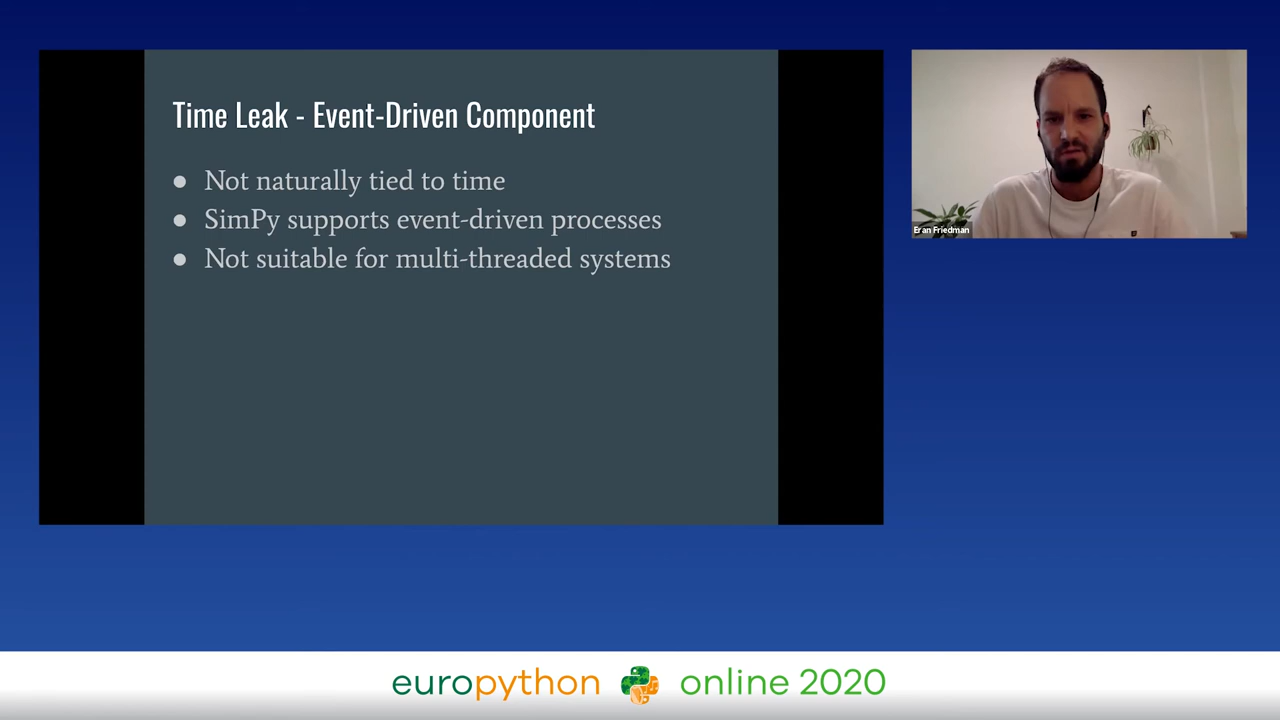 Time Leak - Event-Driven Component
● Not naturally tied to time
● SimPy supports event-driven processes
● Not suitable for multi-threaded systems
Eran Friedman
europython online 2020